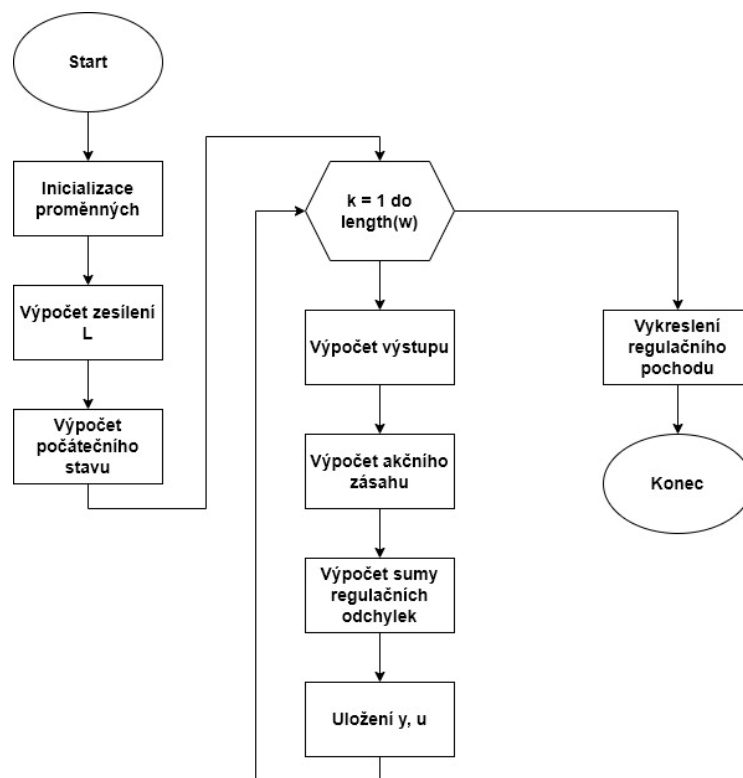 Start
Inicializace
proměnných
Výpočet zesílení
L
Výpočet
počátečního
stavu
k = 1 do
length(w)
Výpočet výstupu
Výpočet akčního
zásahu
Výpočet sumy
regulačních
odchylek
Uložení y, u
Vykreslení
regulačního
pochodu
Konec